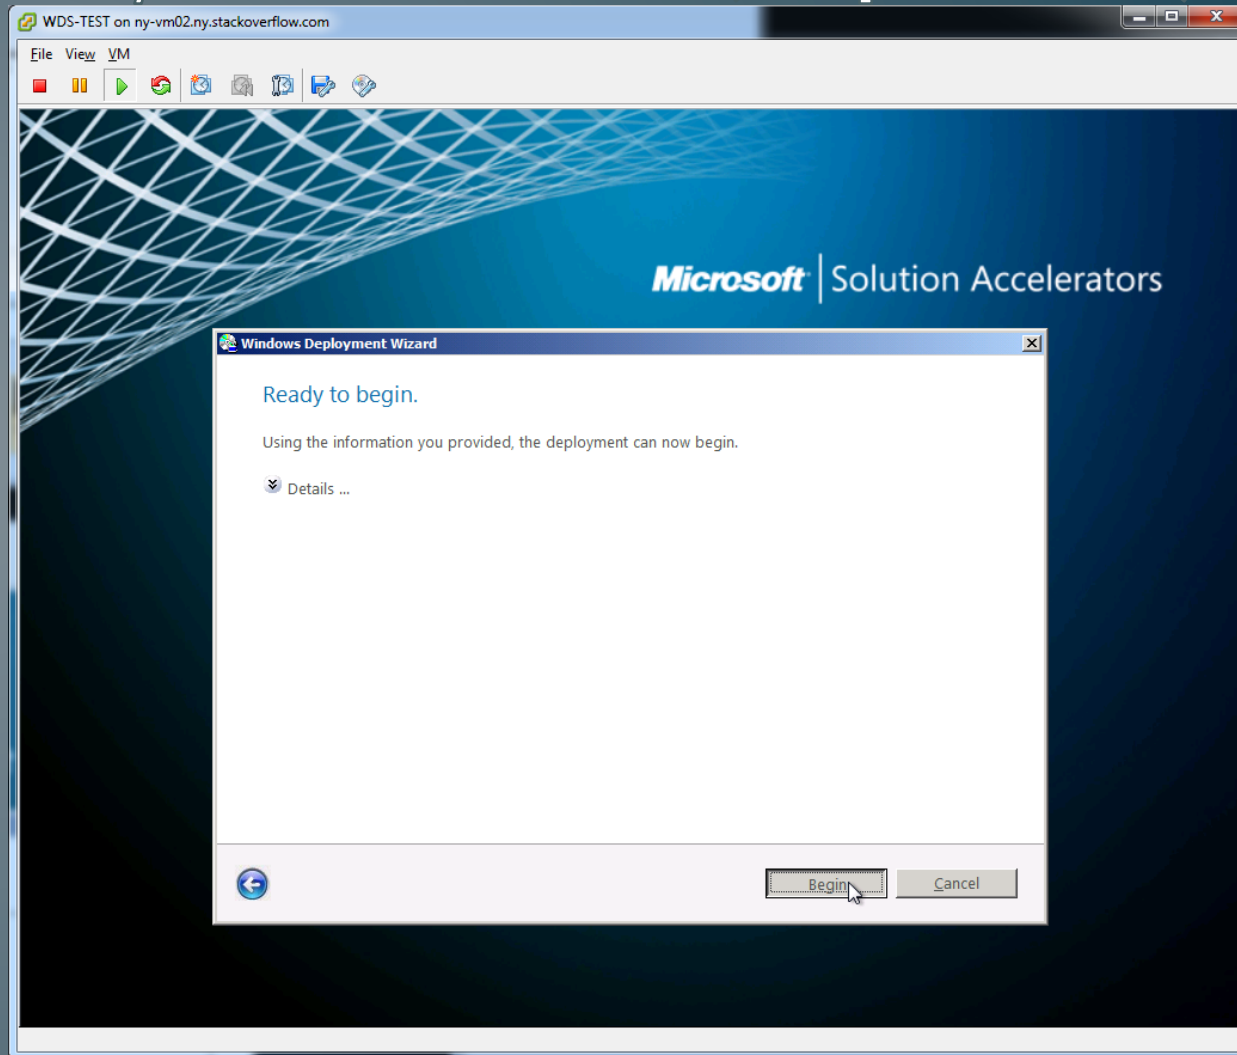 WDS-TEST on ny-vm02.ny.stackoverflow.com
File View VM
Microsoft Solution Accelerators
Windows Deployment Wizard
Ready to begin.
Using the information you provided, the deployment can now begin.
Details ...
Begin Cancel